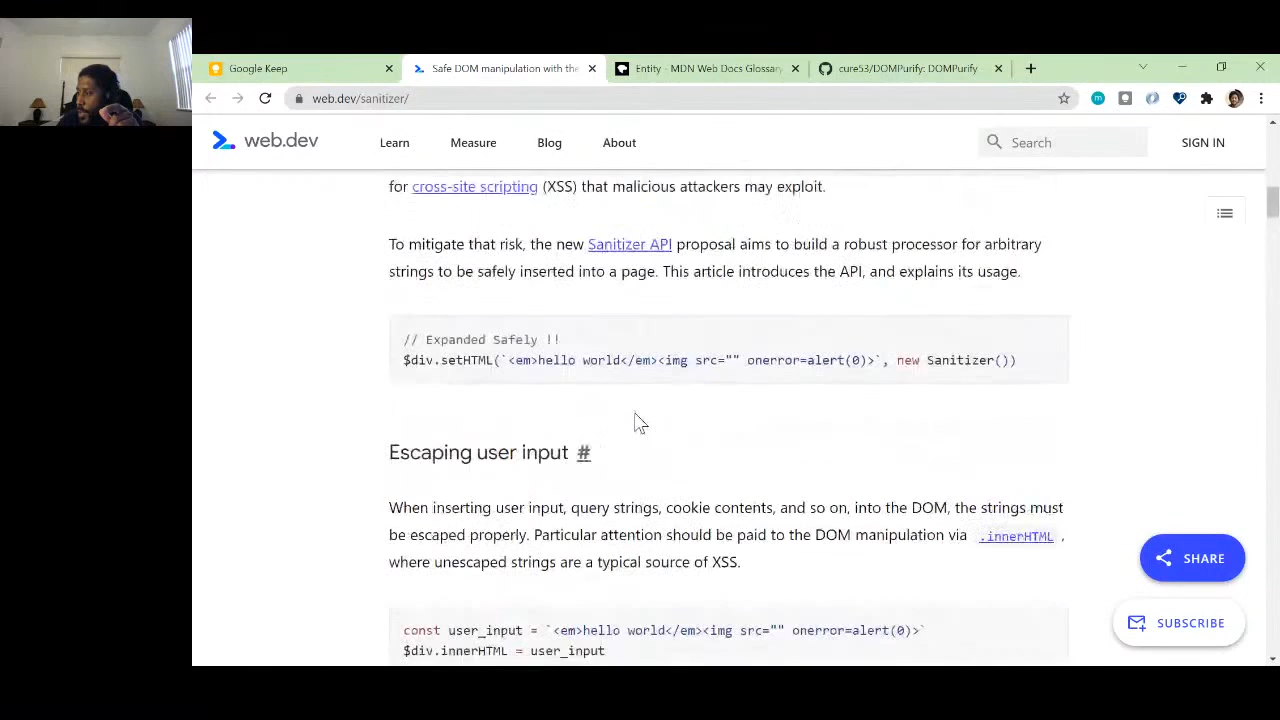 Google Keep
Safe DOM manipulation with the
Entity - MDN Web Docs Glossary
cure53/DOMPurify: DOMPurify
web.dev/sanitizer/
m
web.dev
Learn
Measure
Blog
About
Search
SIGN IN
for cross-site scripting (XSS) that malicious attackers may exploit.
To mitigate that risk, the new Sanitizer API proposal aims to build a robust processor for arbitrary
strings to be safely inserted into a page. This article introduces the API, and explains its usage.
// Expanded Safely !!
$div.setHTML(`<em>hello world</em><img src="" onerror=alert(0)>`, new Sanitizer())
Escaping user input #
When inserting user input, query strings, cookie contents, and so on, into the DOM, the strings must
be escaped properly. Particular attention should be paid to the DOM manipulation via .innerHTML ,
where unescaped strings are a typical source of XSS.
const user_input = `<em>hello world</em><img src="" onerror=alert(0)>`
$div.innerHTML = user_input
SHARE
SUBSCRIBE